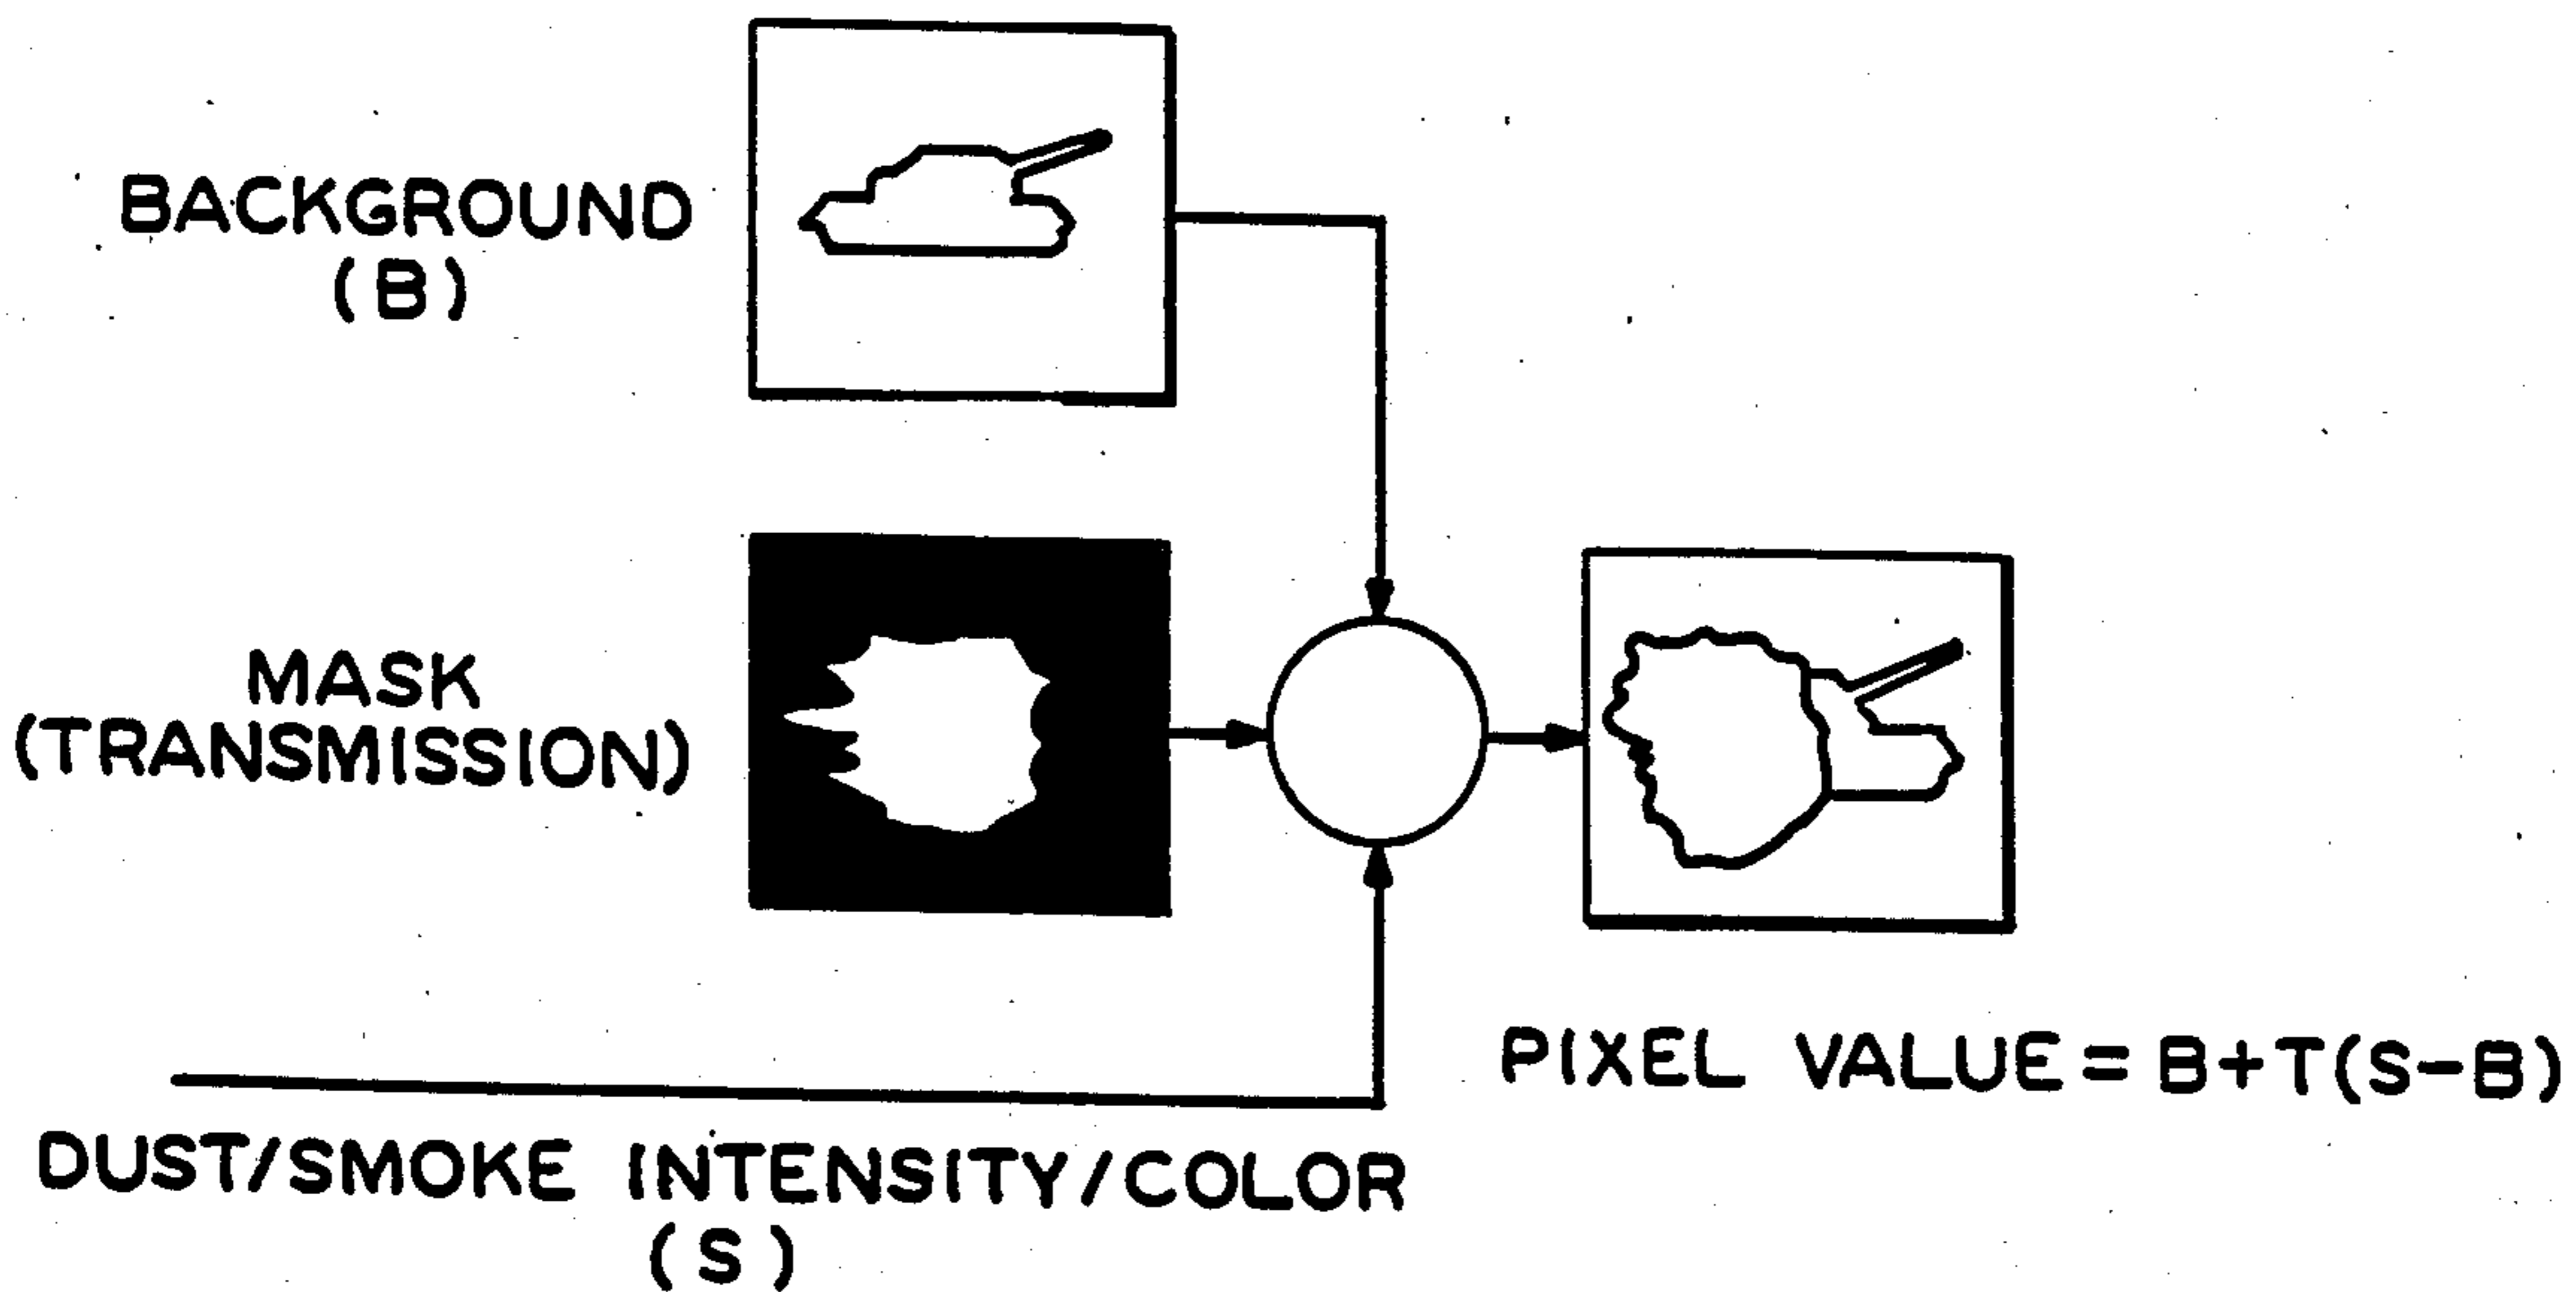 BACKGROUND
(B)
MASK
(TRANSMISSION)
PIXEL VALUE = B+T(S-B)
DUST/SMOKE INTENSITY/COLOR
(S)